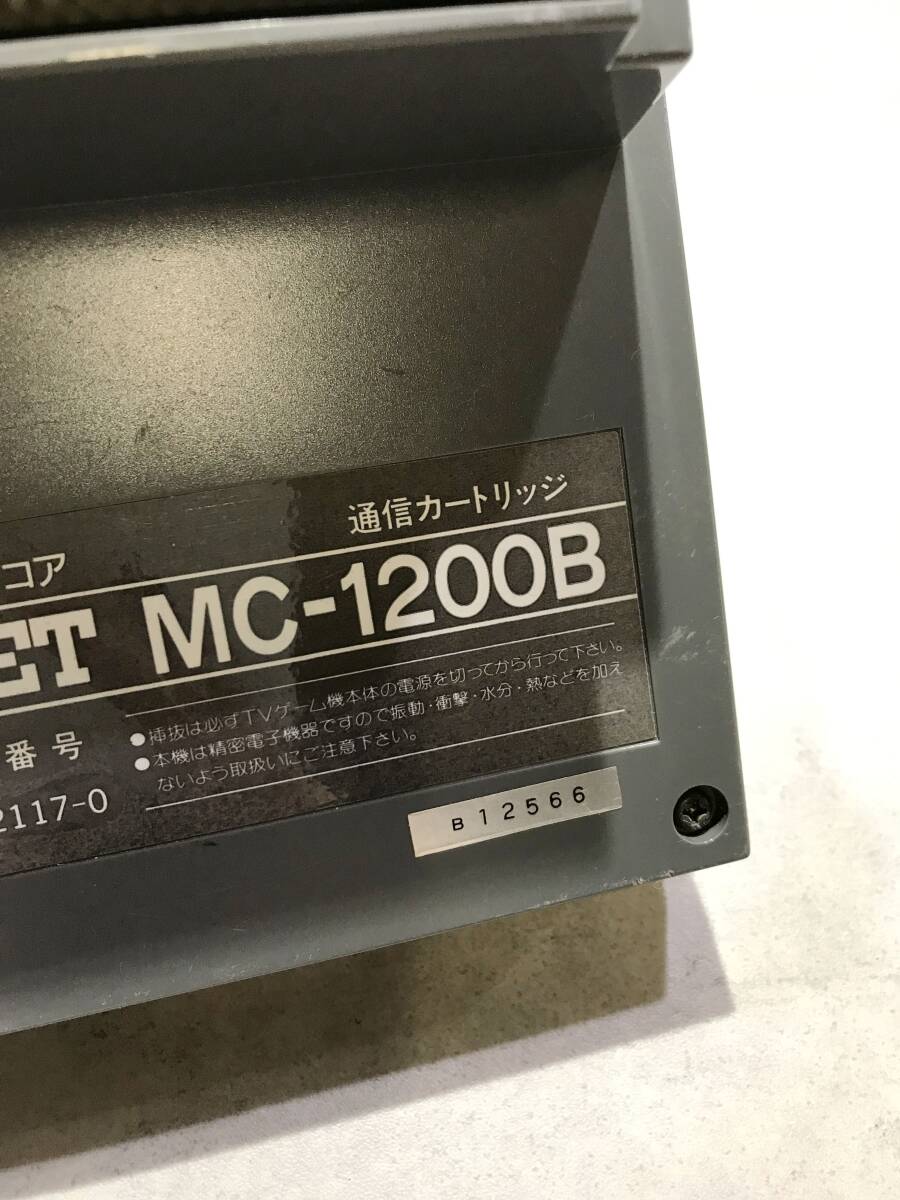 通信カートリッジ
コア
ET MC-1200B
●挿抜は必ずTVゲーム機本体の電源を切ってから行って下さい。
●本機は精密電子機器ですので振動・衝撃・水分・熱などを加え
ないよう取扱いにご注意下さい。
番号
2117-0
B12566